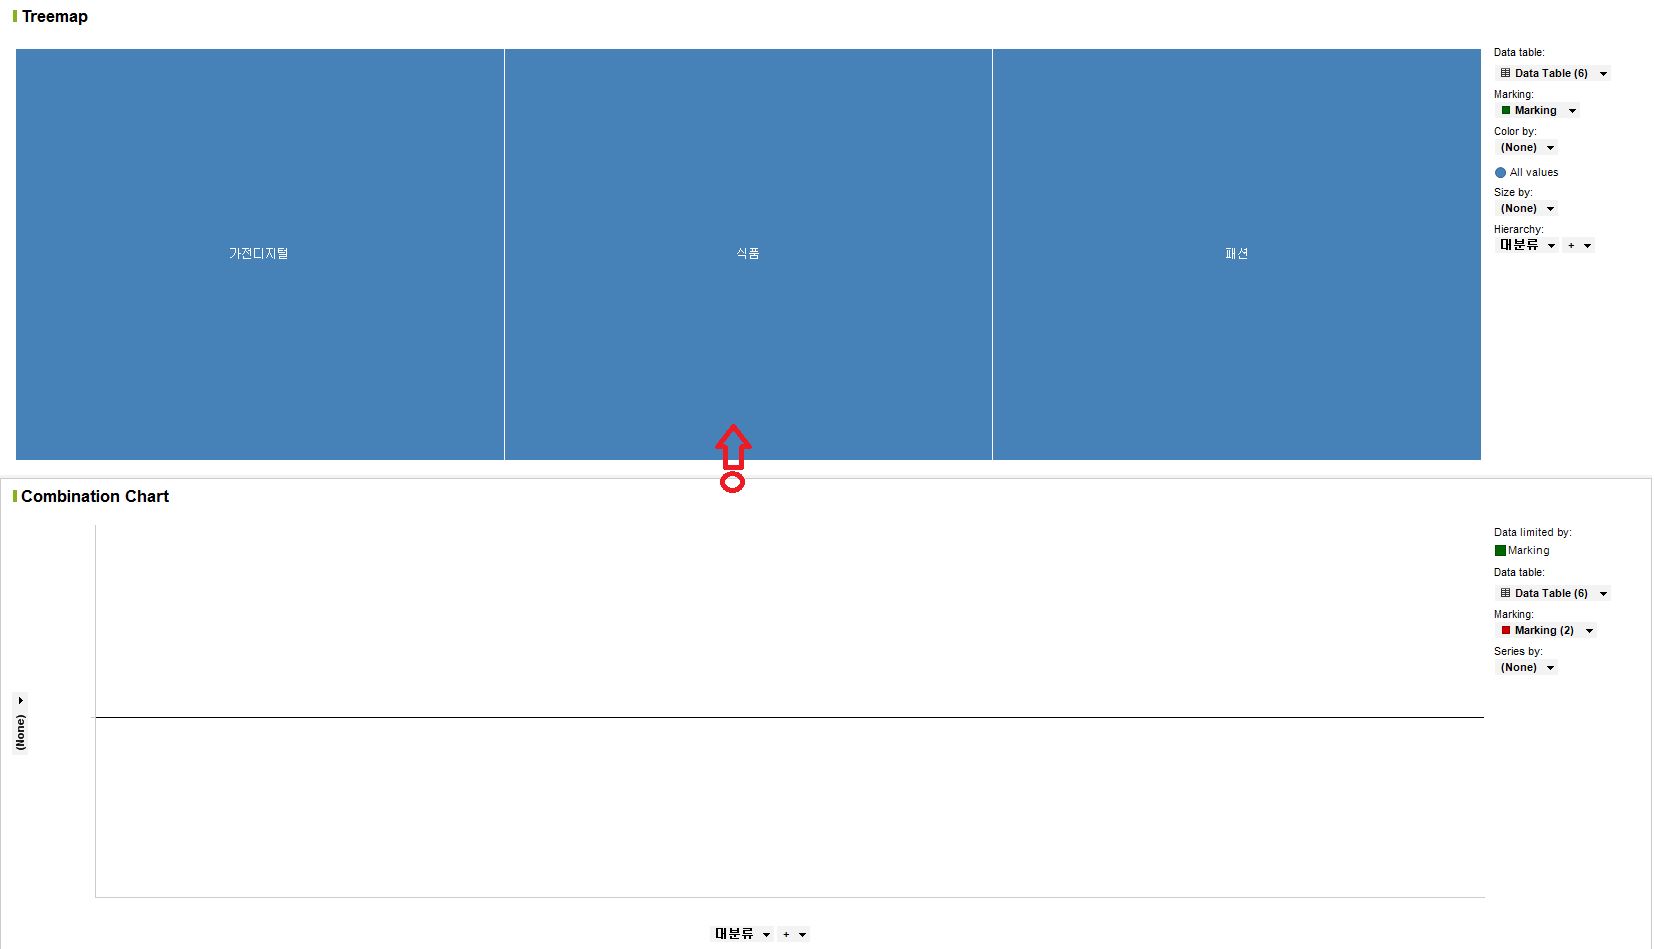 Treemap
가전디지털
식품
패션
Data table:
Data Table (6)
Marking:
Marking
Color by:
(None)
All values
Size by:
(None)
Hierarchy:
대분류 +
Combination Chart
(None)
대분류 +
Data limited by:
Marking
Data table:
Data Table (6)
Marking:
Marking (2)
Series by:
(None)